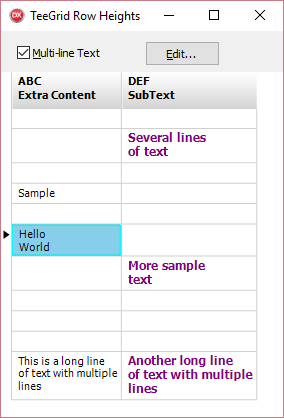 TeeGrid Row Heights
Multi-line Text
Edit...
ABC
Extra Content
DEF
SubText
Several lines
of text
Sample
Hello
World
More sample
text
This is a long line
of text with multiple
lines
Another long line
of text with multiple
lines